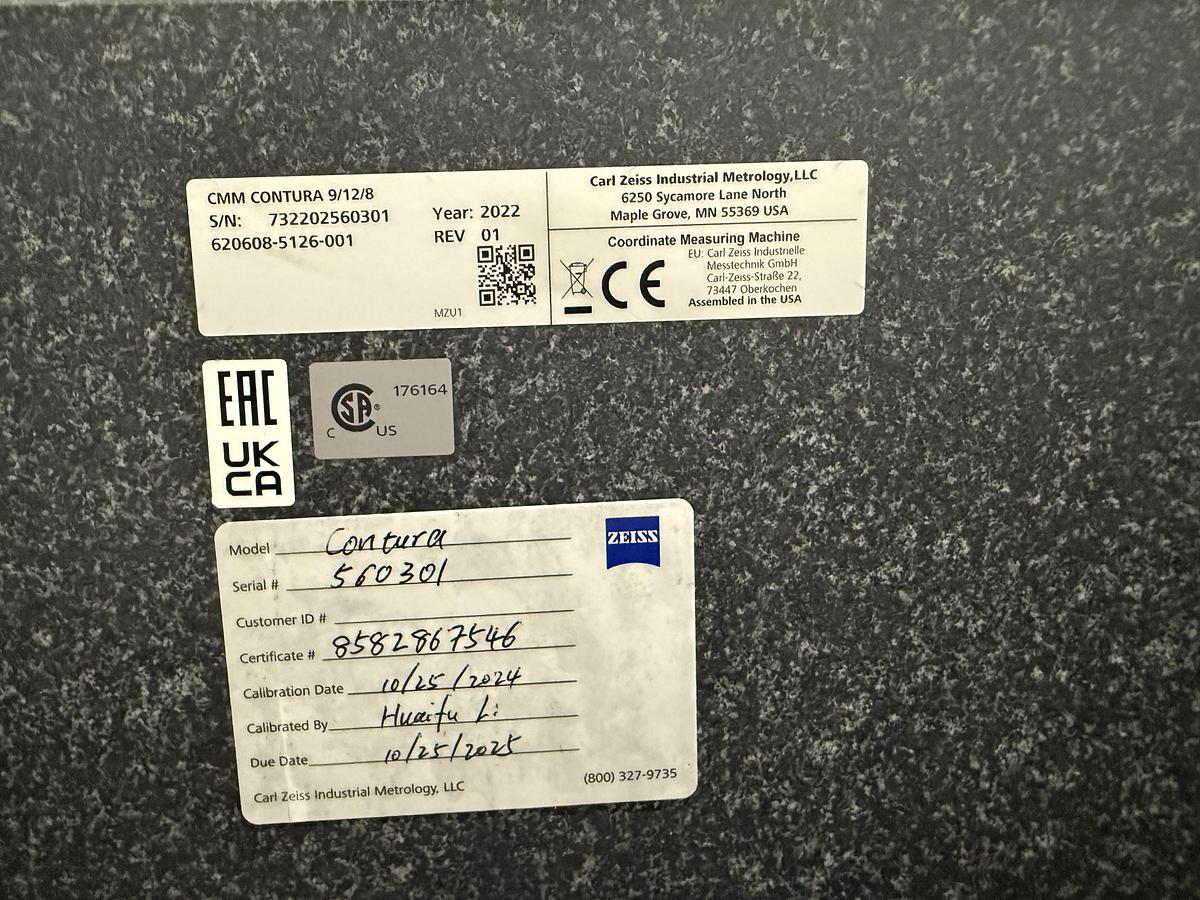 CMM CONTURA 9/12/8
S/N: 732202560301
Year: 2022
620608-5126-001
REV 01
MZU1
Carl Zeiss Industrial Metrology,LLC
6250 Sycamore Lane North
Maple Grove, MN 55369 USA
Coordinate Measuring Machine
CE
EU: Carl Zeiss Industrielle
Messtechnik GmbH
Carl-Zeiss-Straße 22,
73447 Oberkochen
Assembled in the USA
EAC
UK
CA
CSA® 176164
C US
ZEISS
Model Contura
Serial # 560301
Customer ID #
Certificate # 8582867546
Calibration Date 10/25/2024
Calibrated By Huaifu Li
Due Date 10/25/2025
Carl Zeiss Industrial Metrology, LLC
(800) 327-9735